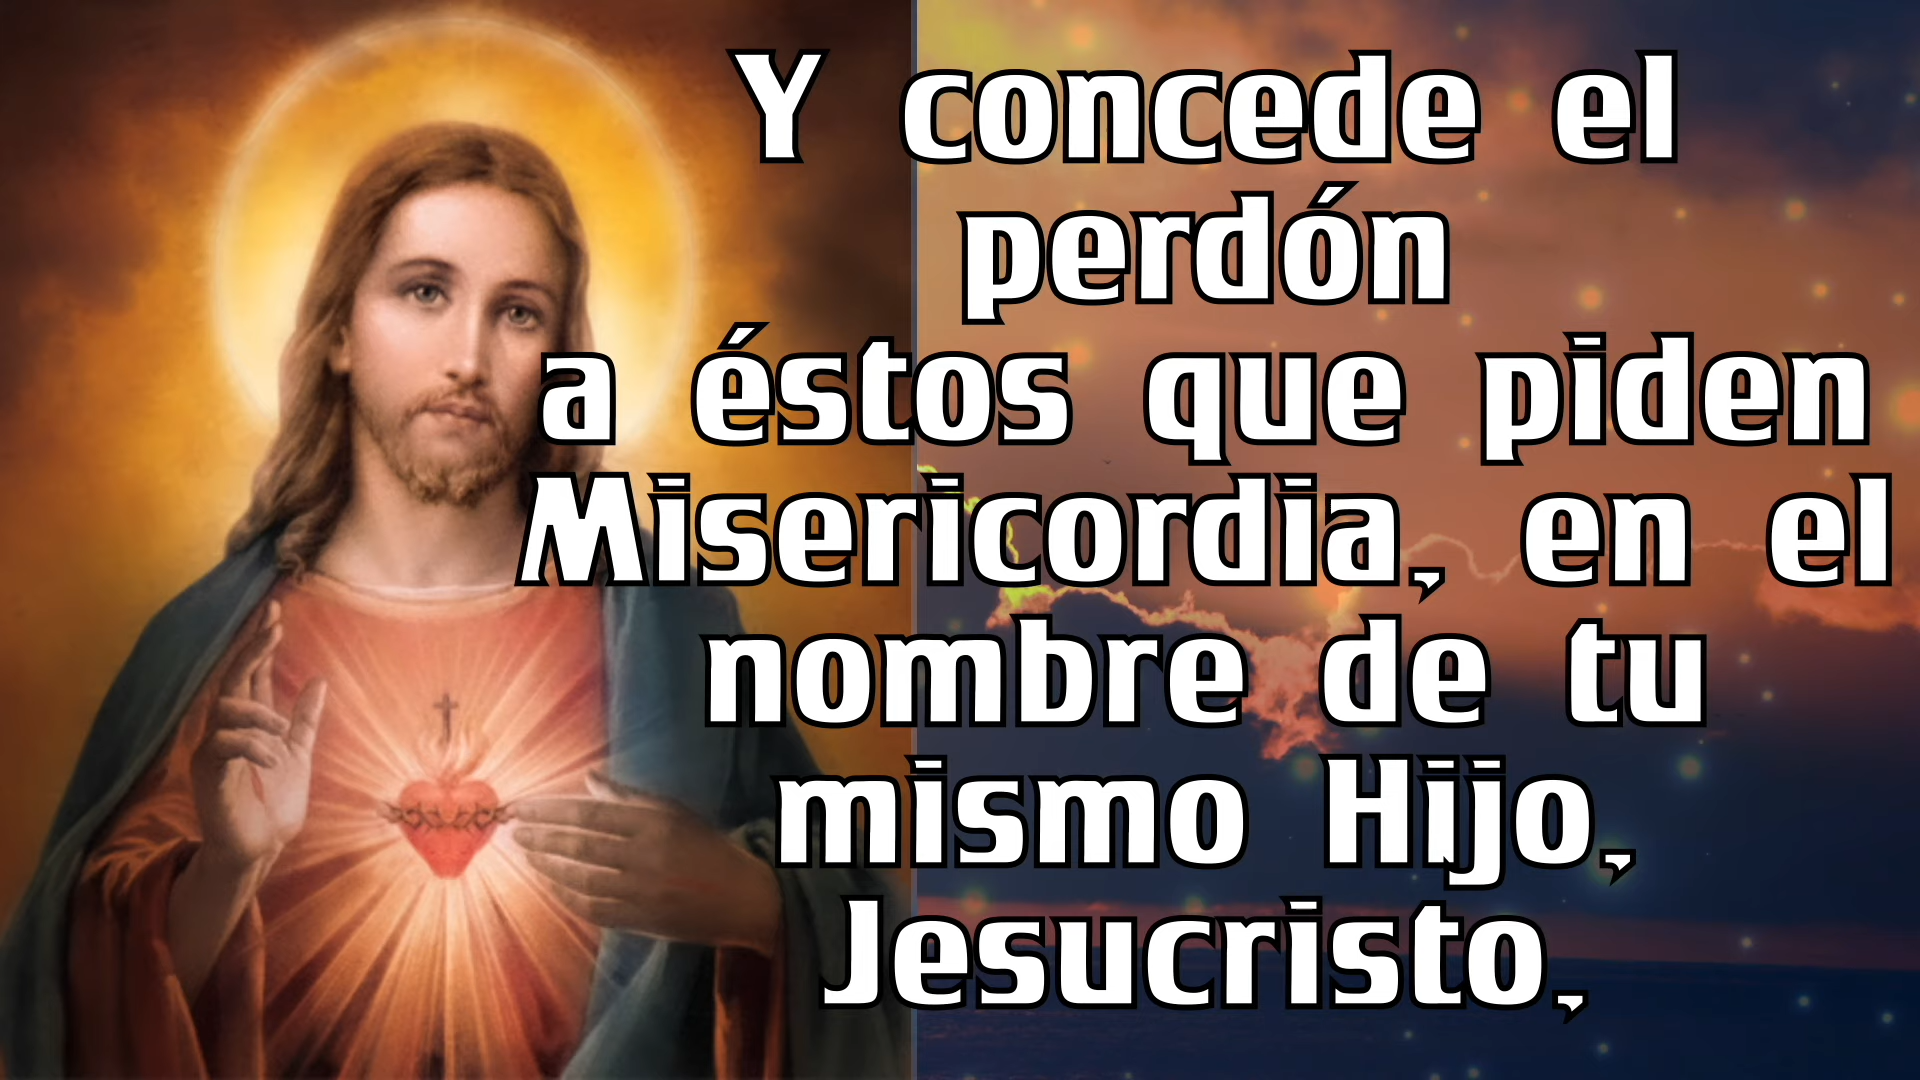 Y concede el
perdón
a éstos que piden
Misericordia, en el
nombre de tu
mismo Hijo,
Jesucristo,